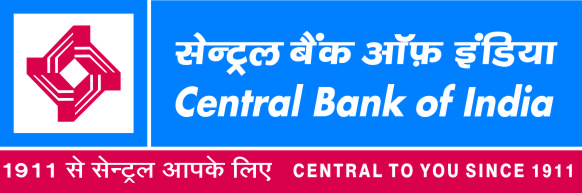 सेन्ट्रल बैंक ऑफ़ इंडिया
Central Bank of India
1911 से सेन्ट्रल आपके लिए CENTRAL TO YOU SINCE 1911